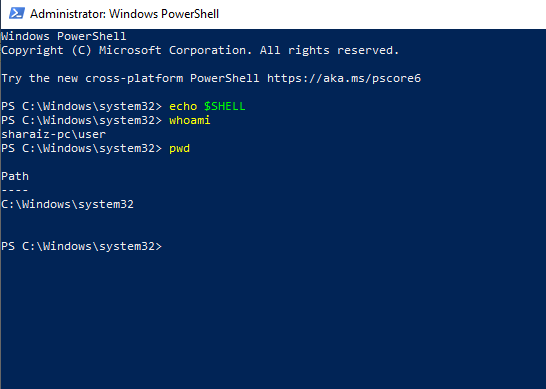 Administrator: Windows PowerShell
Windows PowerShell
Copyright (C) Microsoft Corporation. All rights reserved.
Try the new cross-platform PowerShell https://aka.ms/pscore6
PS C:\Windows\system32> echo $SHELL
PS C:\Windows\system32> whoami
sharaiz-pc\user
PS C:\Windows\system32> pwd
Path
----
C:\Windows\system32
PS C:\Windows\system32>